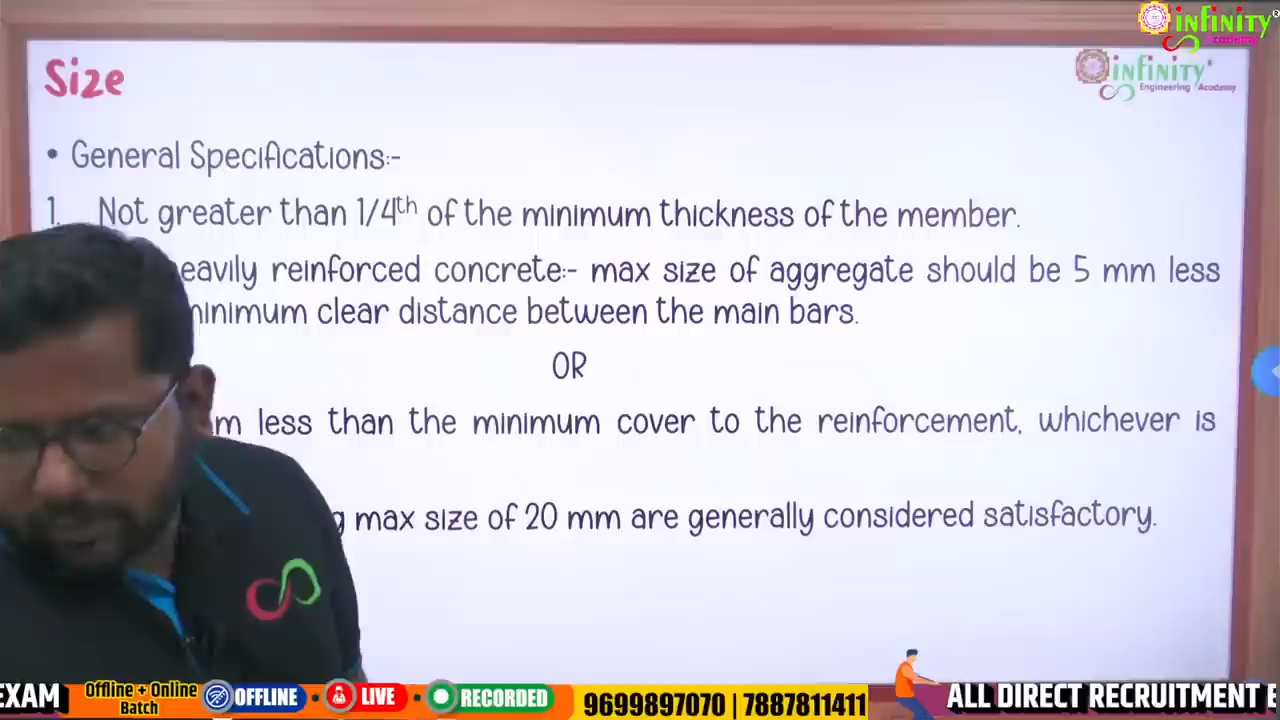 infinity
Size
infinity
Engineering Academy
• General Specifications:-
1. Not greater than 1/4th of the minimum thickness of the member.
eavily reinforced concrete:- max size of aggregate should be 5 mm less
inimum clear distance between the main bars.
OR
m less than the minimum cover to the reinforcement, whichever is
g max size of 20 mm are generally considered satisfactory.
EXAM
Offline + Online
Batch
OFFLINE
LIVE
RECORDED
9699897070 | 7887811411
ALL DIRECT RECRUITMENT E